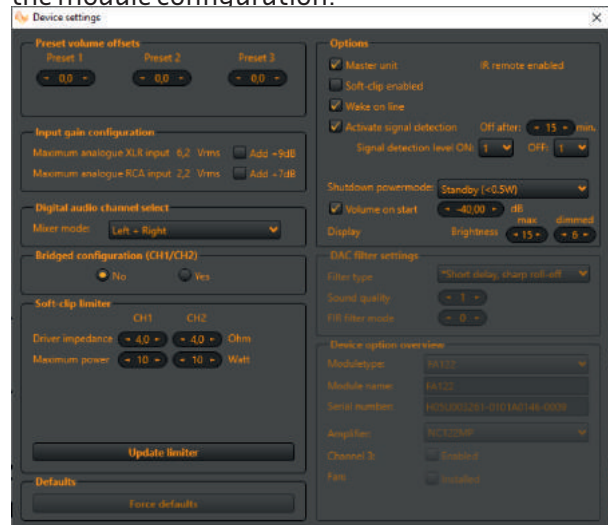 the module configuration.
Device settings
Preset volume offsets
Preset 1 Preset 2 Preset 3
- 0,0 + - 0,0 + - 0,0 +
Input gain configuration
Maximum analogue XLR input 6,2 Vrms Add +9dB
Maximum analogue RCA input 2,2 Vrms Add +7dB
Digital audio channel select
Mixer mode: Left + Right
Bridged configuration (CH1/CH2)
No Yes
Soft-clip limiter
CH1 CH2
Driver impedance - 4,0 + - 4,0 + Ohm
Maximum power - 10 + - 10 + Watt
Update limiter
Defaults
Force defaults
Options
Master unit IR remote enabled
Soft-clip enabled
Wake on line
Activate signal detection Off after: - 15 + min.
Signal detection level ON: 1 OFF: 1
Shutdown powermode: Standby (<0.5W)
Volume on start - -40,00 + dB
max dimmed
Display Brightness - 15 + - 6 +
DAC filter settings
Filter type *Short delay, charp roll-off
Sound quality - 1 +
FIR filter mode - 0 +
Device option overview
Moduletype: FA122
Module name: FA122
Serial number:
Amplifier: NC122MP
Channel 3: Enabled
Fan: Installed